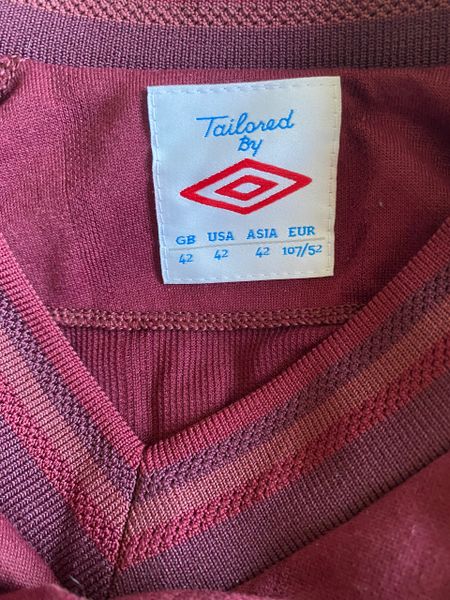 Tailored
By
GB USA ASIA EUR
42 42 42 107/52